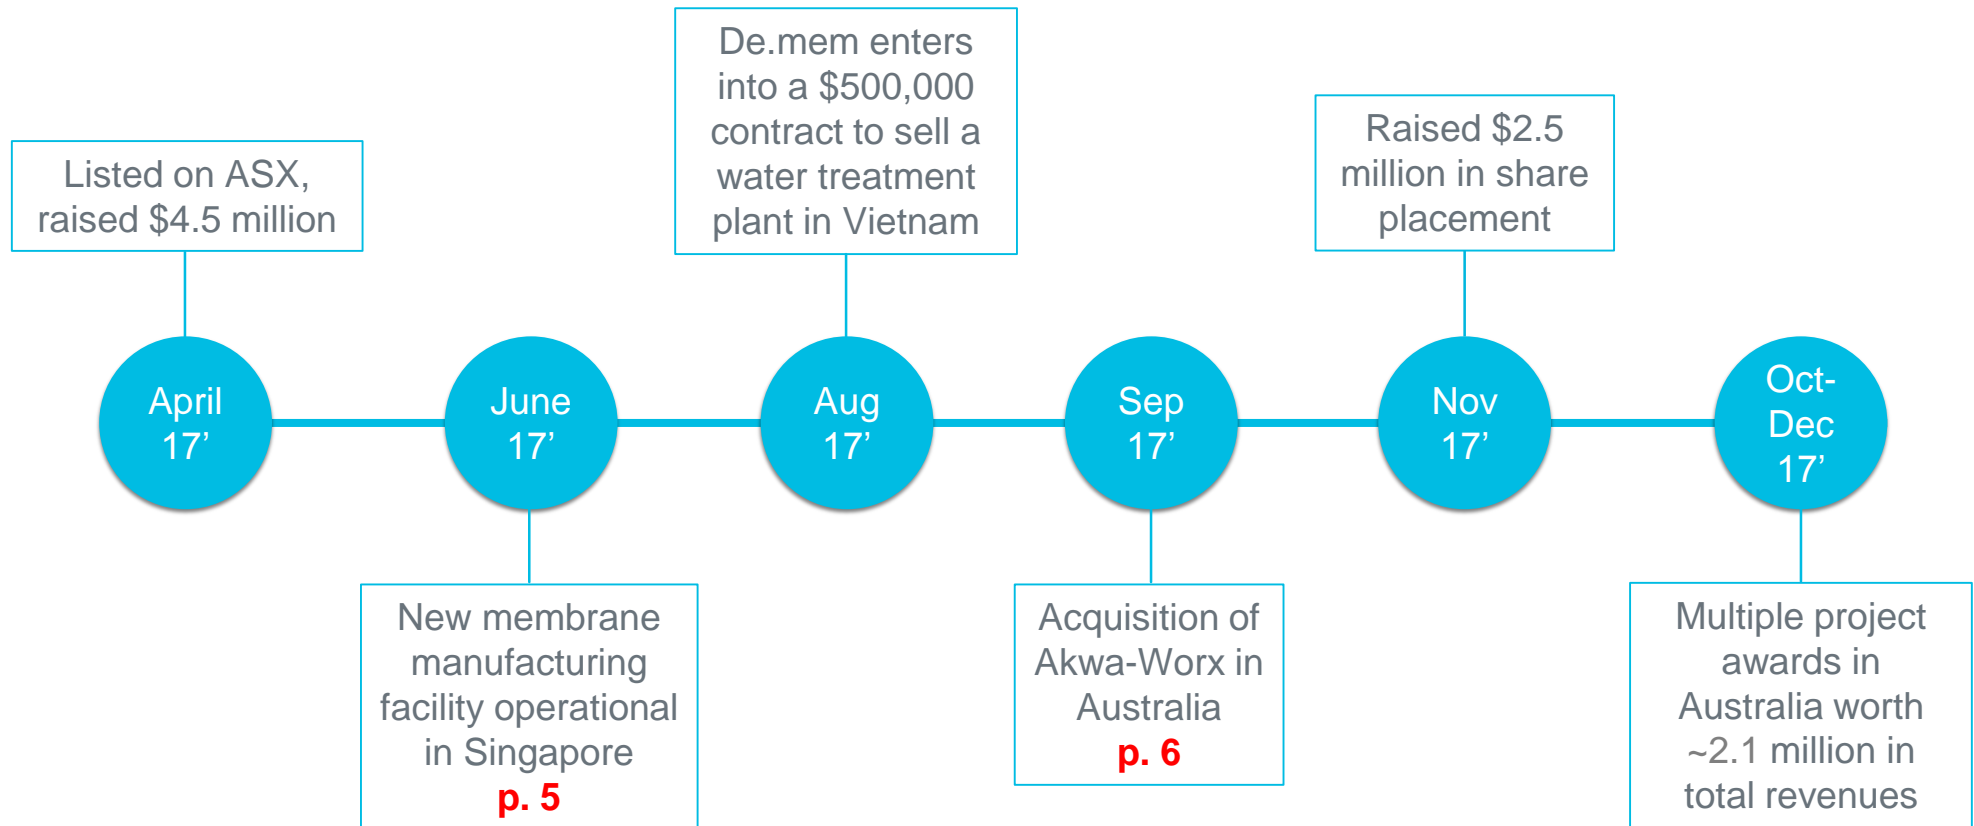 De.mem enters
into a $500,000
contract to sell a
water treatment
plant in Vietnam
Listed on ASX,
raised $4.5 million
Raised $2.5
million in share
placement
April
17’
June
17’
Aug
17’
Sep
17’
Nov
17’
Oct-
Dec
17’
New membrane
manufacturing
facility operational
in Singapore
p. 5
Acquisition of
Akwa-Worx in
Australia
p. 6
Multiple project
awards in
Australia worth
~2.1 million in
total revenues